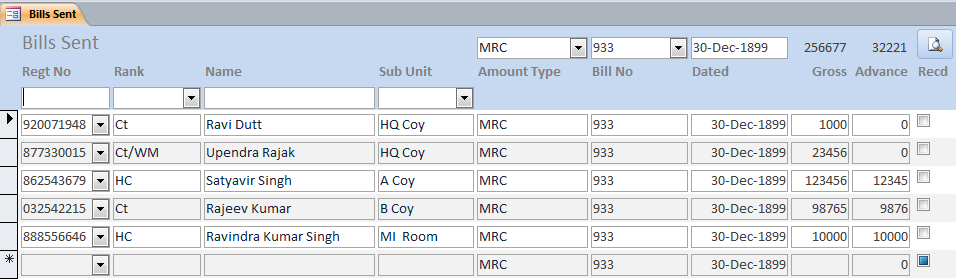 Bills Sent
Bills Sent MRC 933 30-Dec-1899 256677 32221
Regt No Rank Name Sub Unit Amount Type Bill No Dated Gross Advance Recd
920071948 Ct Ravi Dutt HQ Coy MRC 933 30-Dec-1899 1000 0
877330015 Ct/WM Upendra Rajak HQ Coy MRC 933 30-Dec-1899 23456 0
862543679 HC Satyavir Singh A Coy MRC 933 30-Dec-1899 123456 12345
032542215 Ct Rajeev Kumar B Coy MRC 933 30-Dec-1899 98765 9876
888556646 HC Ravindra Kumar Singh MI Room MRC 933 30-Dec-1899 10000 10000
MRC 933 30-Dec-1899 0 0